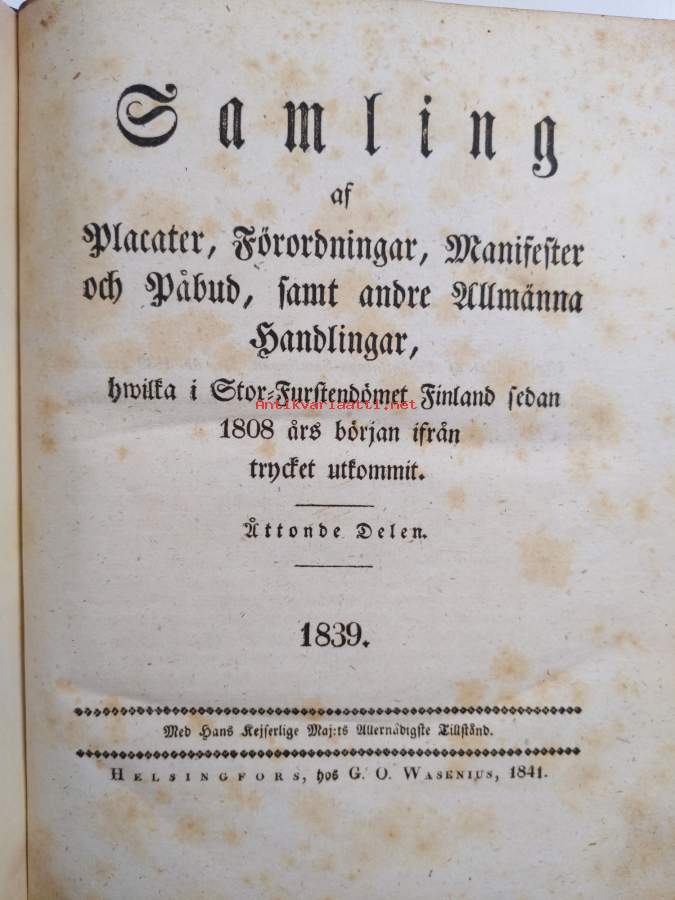 Samling
af
Placater, Förordningar, Manifester
och Påbud, samt andre Allmänna
Handlingar,
hwilka i Stor-Furstendömet Finland sedan
Antikvariaatti.net
1808 års början ifrån
trycket utkommit.
Åttonde Delen.
1839.
Med Hans Kejserlige Maj:ts Allernådigste Tillstånd.
HELSINGFORS, hos G. O. WASENIUS, 1841.